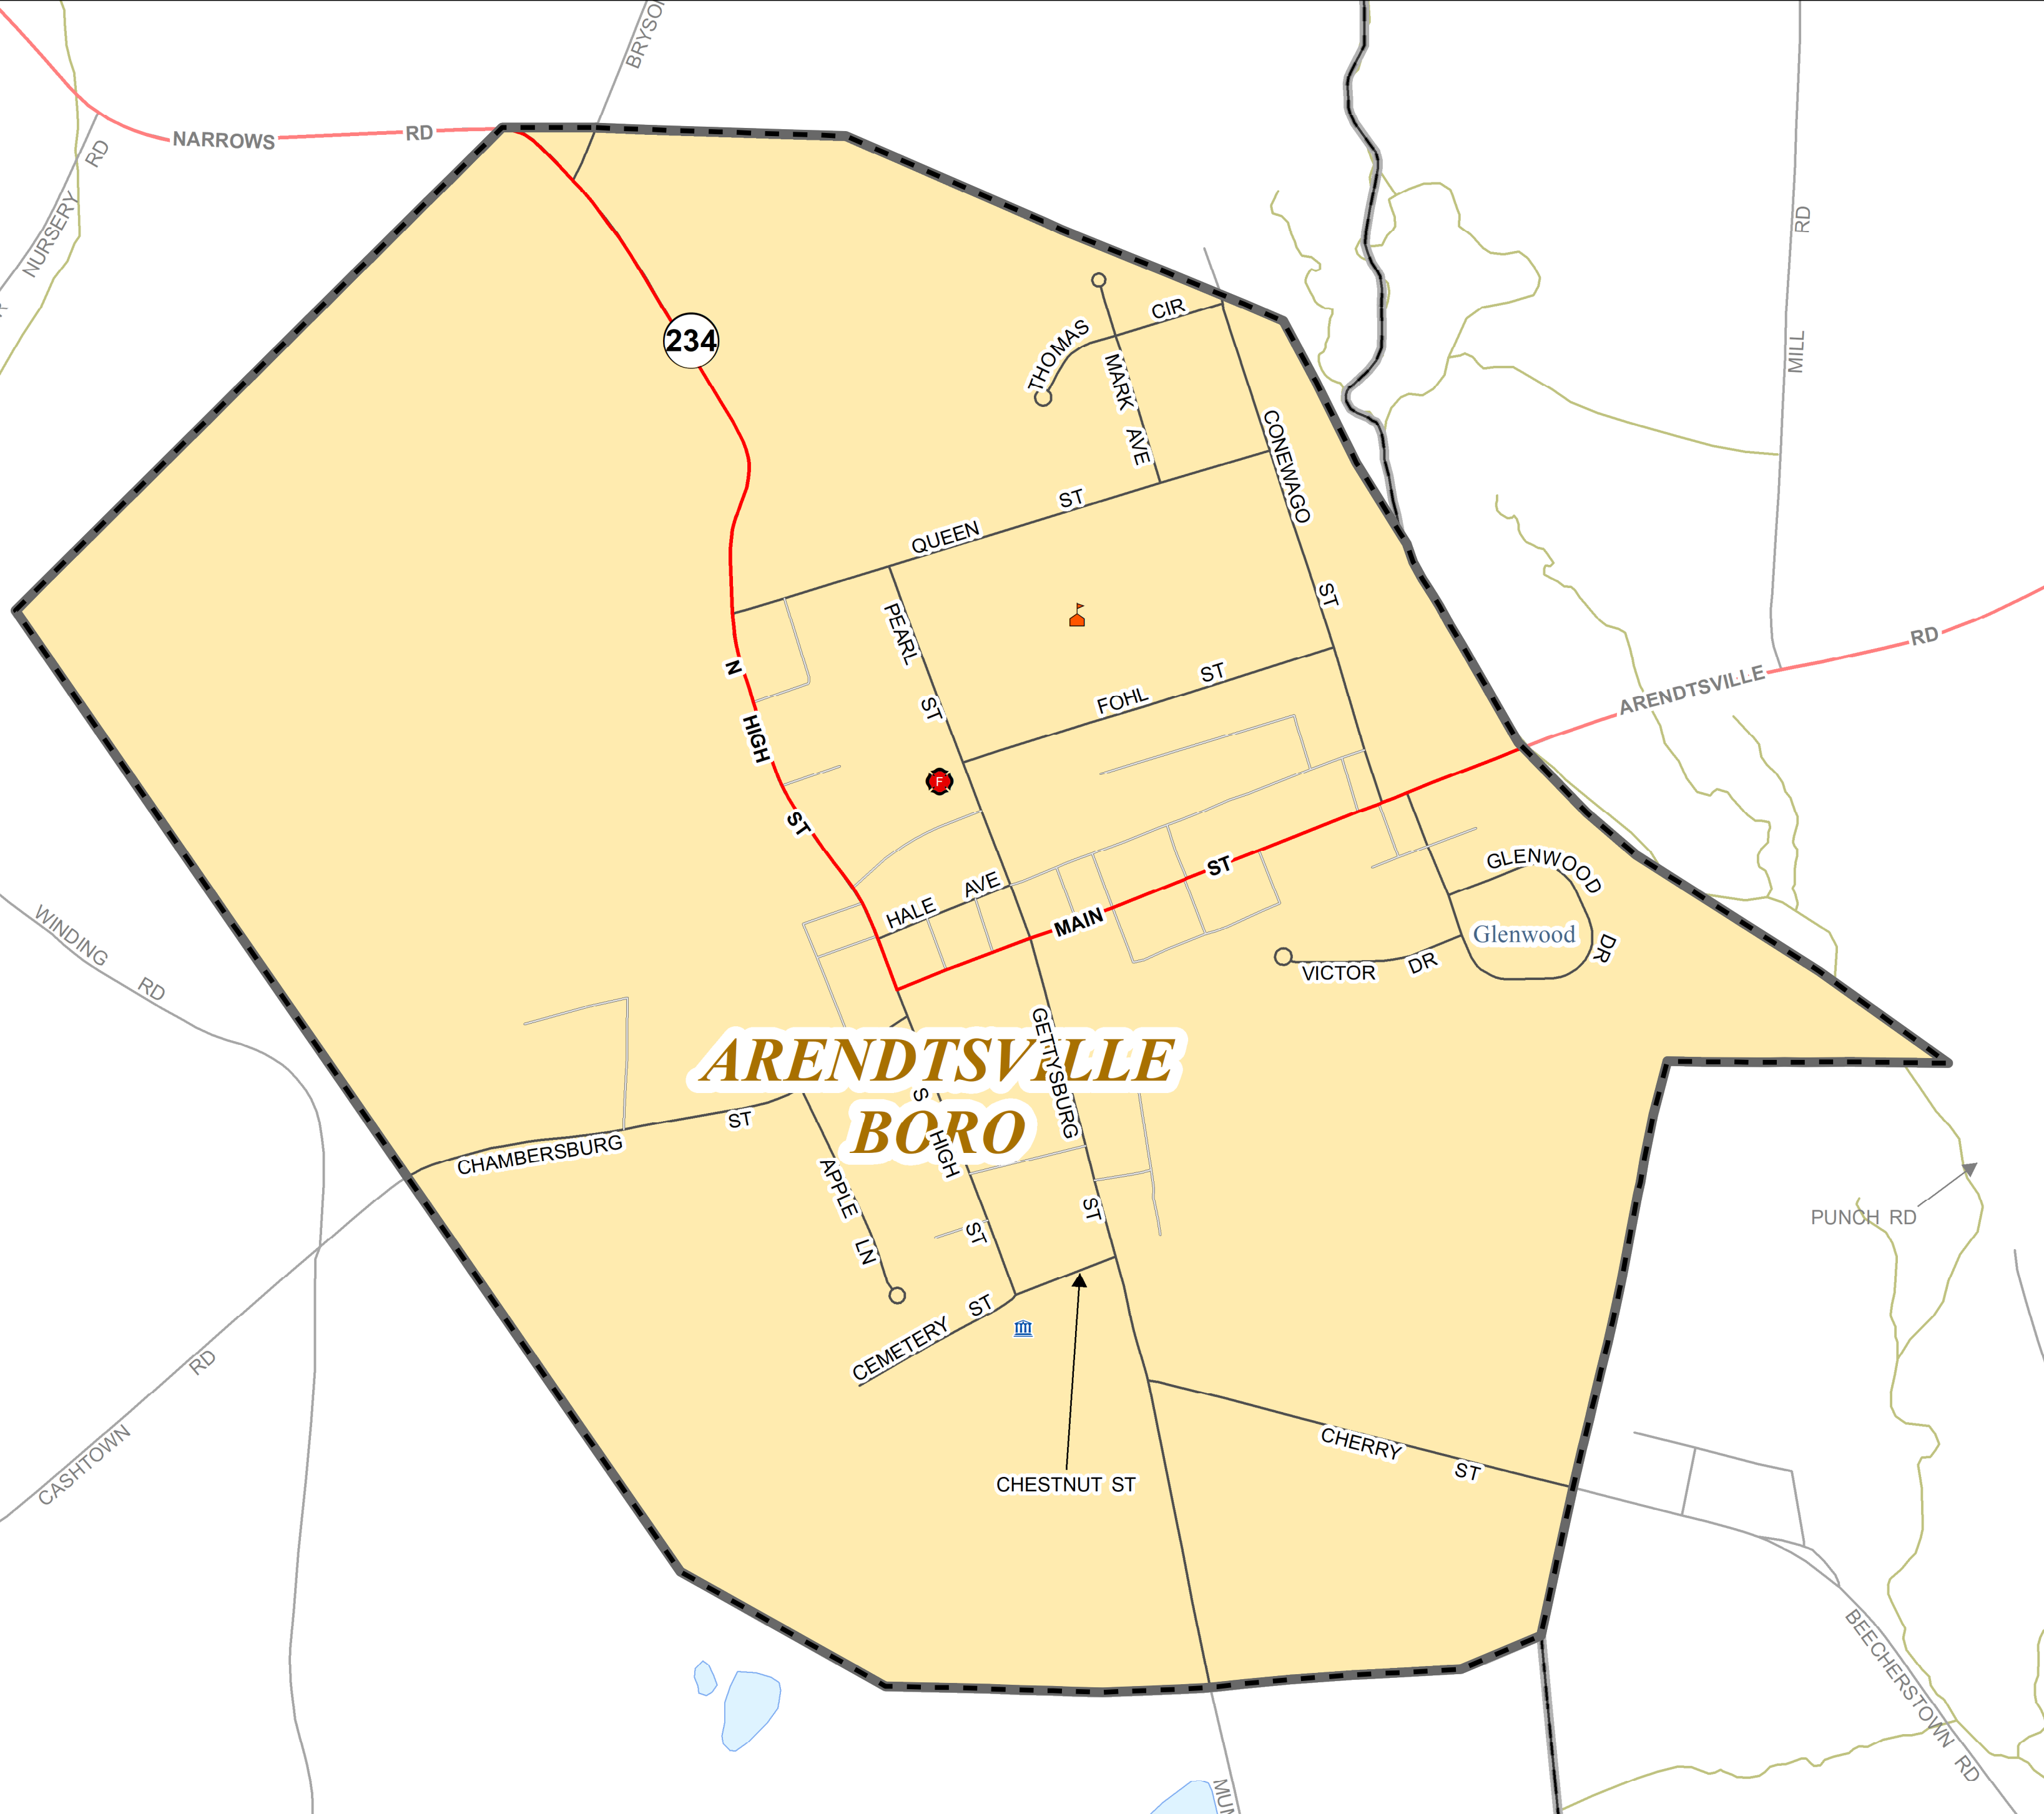 BRYSON
NARROWS RD
NURSERY RD
RD
MILL
234
THOMAS CIR
MARK AVE
CONEWAGO ST
QUEEN ST
PEARL ST
N HIGH ST
FOHL ST
ARENDTSVILLE RD
F
HALE AVE
MAIN ST
GLENWOOD DR
Glenwood
VICTOR DR
WINDING RD
GETTYSBURG ST
ARENDTSVILLE
BORO
S HIGH ST
CHAMBERSBURG ST
APPLE LN
PUNCH RD
CEMETERY ST
CASHTOWN RD
CHERRY ST
CHESTNUT ST
BEECHERSTOWN RD
MUM